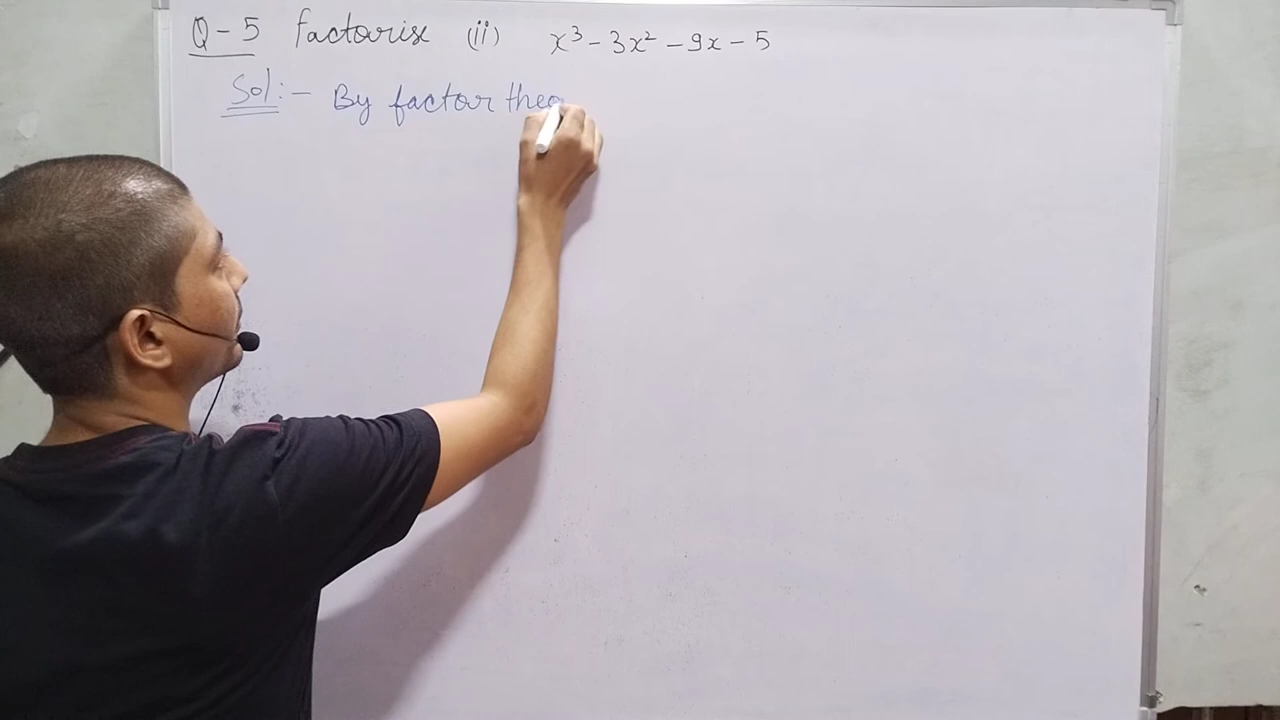 Q-5 factorise (ii) x³ - 3x² - 9x - 5
Sol:- By factor theo